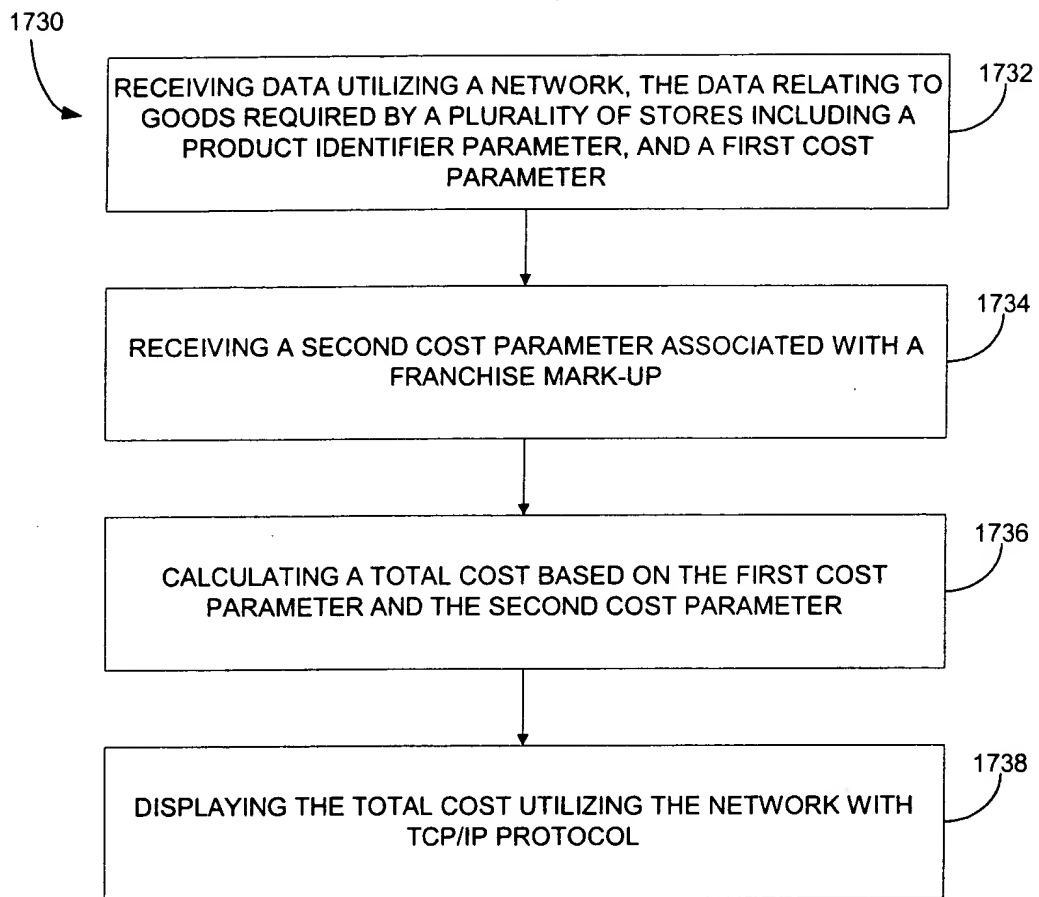 1730
RECEIVING DATA UTILIZING A NETWORK, THE DATA RELATING TO
GOODS REQUIRED BY A PLURALITY OF STORES INCLUDING A
PRODUCT IDENTIFIER PARAMETER, AND A FIRST COST
PARAMETER
1732
RECEIVING A SECOND COST PARAMETER ASSOCIATED WITH A
FRANCHISE MARK-UP
1734
CALCULATING A TOTAL COST BASED ON THE FIRST COST
PARAMETER AND THE SECOND COST PARAMETER
1736
DISPLAYING THE TOTAL COST UTILIZING THE NETWORK WITH
TCP/IP PROTOCOL
1738